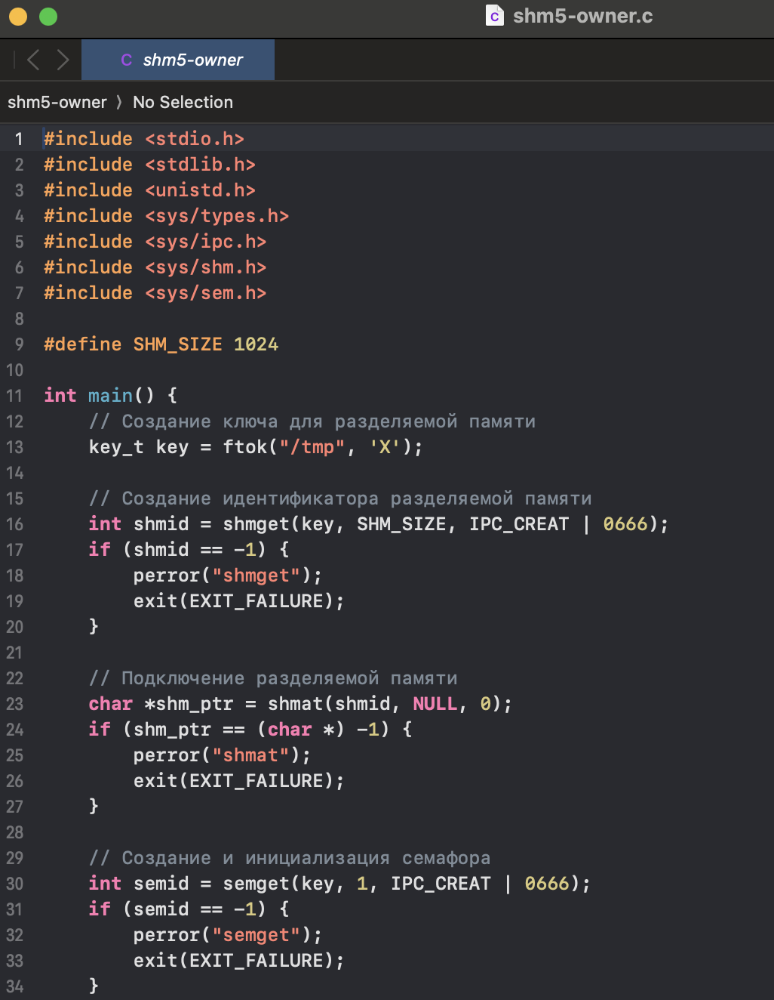 shm5-owner.c
C shm5-owner
shm5-owner 〉 No Selection
1 #include <stdio.h>
2 #include <stdlib.h>
3 #include <unistd.h>
4 #include <sys/types.h>
5 #include <sys/ipc.h>
6 #include <sys/shm.h>
7 #include <sys/sem.h>
8
9 #define SHM_SIZE 1024
10
11 int main() {
12     // Создание ключа для разделяемой памяти
13     key_t key = ftok("/tmp", 'X');
14
15     // Создание идентификатора разделяемой памяти
16     int shmid = shmget(key, SHM_SIZE, IPC_CREAT | 0666);
17     if (shmid == -1) {
18         perror("shmget");
19         exit(EXIT_FAILURE);
20     }
21
22     // Подключение разделяемой памяти
23     char *shm_ptr = shmat(shmid, NULL, 0);
24     if (shm_ptr == (char *) -1) {
25         perror("shmat");
26         exit(EXIT_FAILURE);
27     }
28
29     // Создание и инициализация семафора
30     int semid = semget(key, 1, IPC_CREAT | 0666);
31     if (semid == -1) {
32         perror("semget");
33         exit(EXIT_FAILURE);
34     }